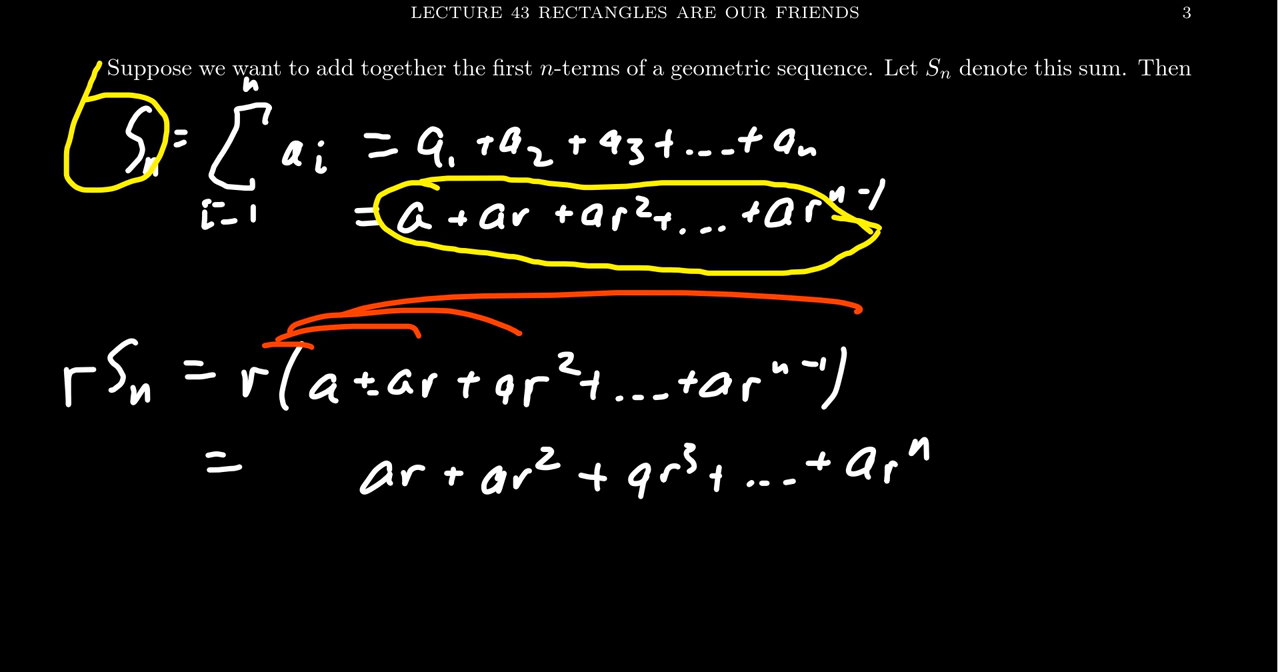 LECTURE 43 RECTANGLES ARE OUR FRIENDS 3
Suppose we want to add together the first n-terms of a geometric sequence. Let Sₙ denote this sum. Then
Sₙ = ∑ᵢ₌₁ⁿ aᵢ = a₁ + a₂ + a₃ + ... + aₙ
= a + ar + ar² + ... + arⁿ⁻¹
rSₙ = r(a + ar + ar² + ... + arⁿ⁻¹)
= ar + ar² + ar³ + ... + arⁿ